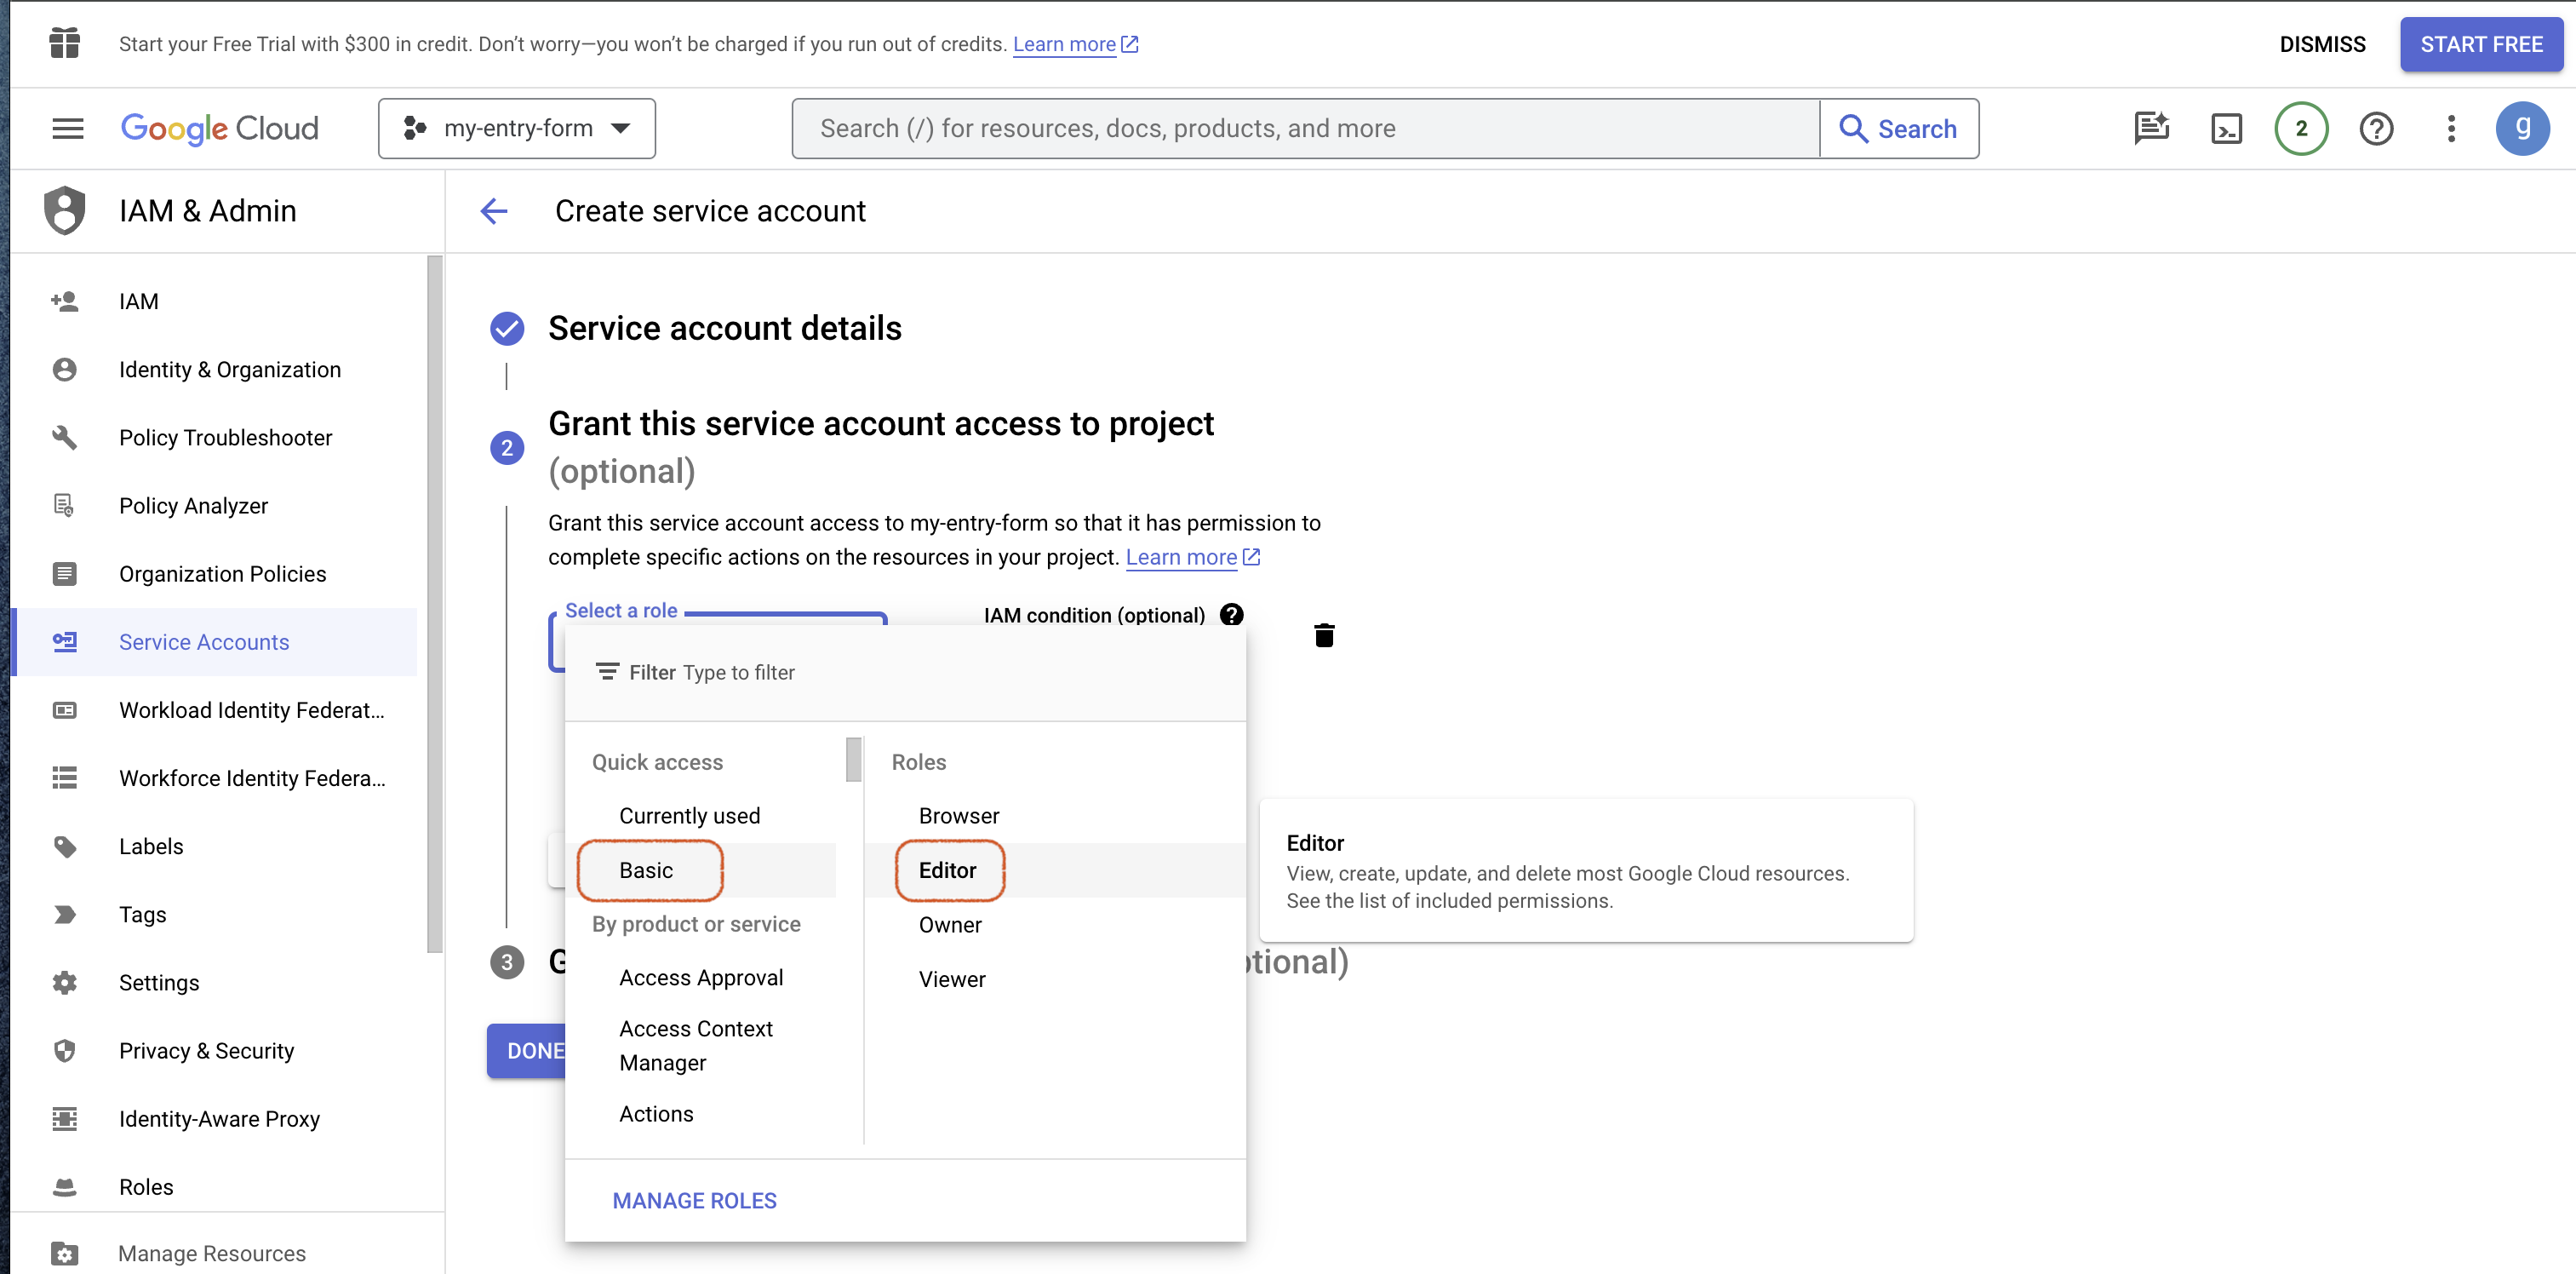 Start your Free Trial with $300 in credit. Don’t worry—you won’t be charged if you run out of credits. Learn more
DISMISS
START FREE
Google Cloud
my-entry-form
Search (/) for resources, docs, products, and more
Search
2
g
IAM & Admin
Create service account
IAM
Identity & Organization
Policy Troubleshooter
Policy Analyzer
Organization Policies
Service Accounts
Workload Identity Federat...
Workforce Identity Federa...
Labels
Tags
Settings
Privacy & Security
Identity-Aware Proxy
Roles
Manage Resources
Service account details
2
Grant this service account access to project
(optional)
Grant this service account access to my-entry-form so that it has permission to
complete specific actions on the resources in your project. Learn more
Select a role
IAM condition (optional)
Filter Type to filter
Quick access
Currently used
Basic
By product or service
Access Approval
Access Context
Manager
Actions
Roles
Browser
Editor
Owner
Viewer
MANAGE ROLES
Editor
View, create, update, and delete most Google Cloud resources.
See the list of included permissions.
3
DONE